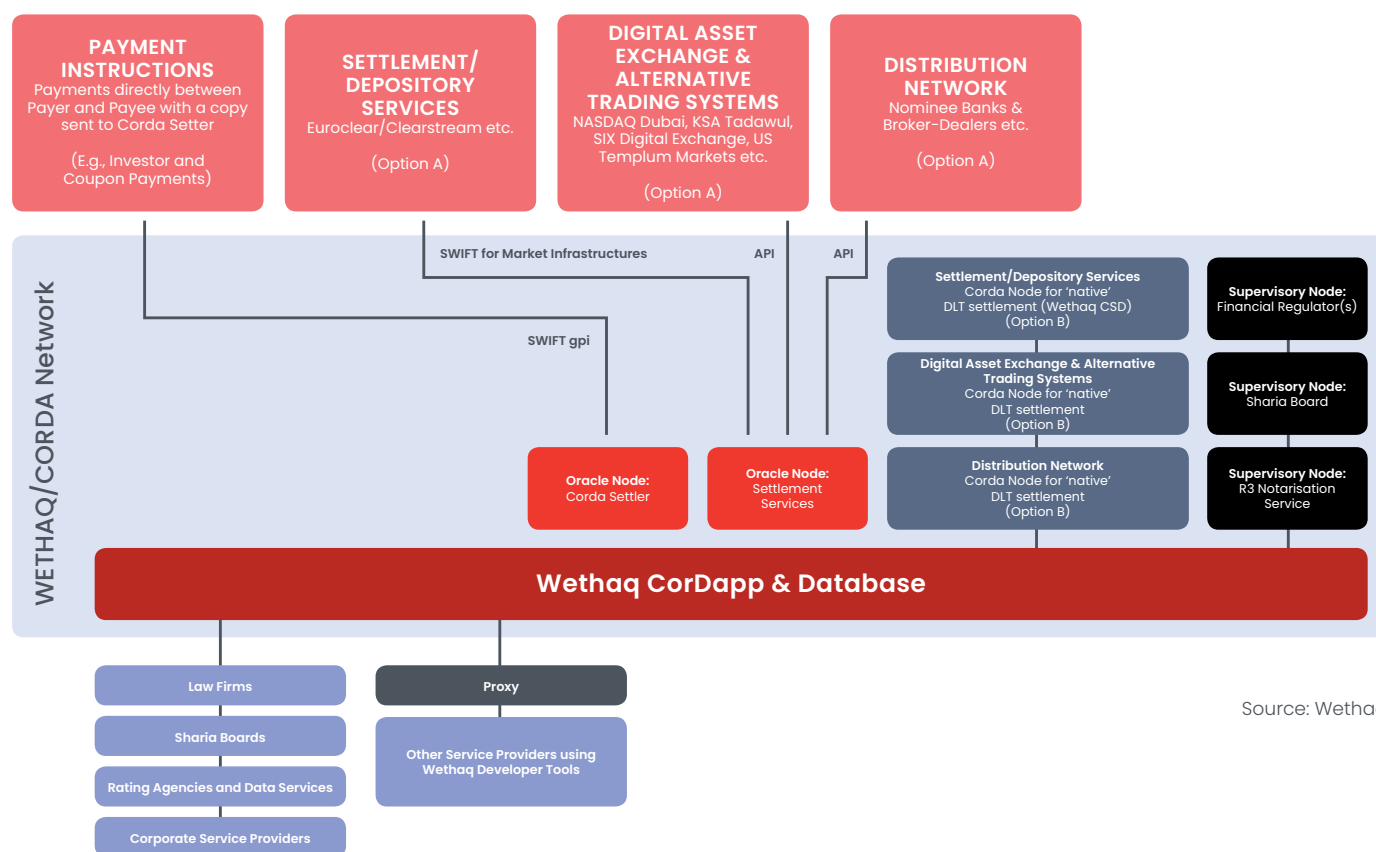 PAYMENT
INSTRUCTIONS
Payments directly between
Payer and Payee with a copy
sent to Corda Setter
(E.g., Investor and
Coupon Payments)
SETTLEMENT/
DEPOSITORY
SERVICES
Euroclear/Clearstream etc.
(Option A)
DIGITAL ASSET
EXCHANGE &
ALTERNATIVE
TRADING SYSTEMS
NASDAQ Dubai, KSA Tadawul,
SIX Digital Exchange, US
Templum Markets etc.
(Option A)
DISTRIBUTION
NETWORK
Nominee Banks &
Broker-Dealers etc.
(Option A)
WETHAQ/CORDA Network
SWIFT for Market Infrastructures
API
API
SWIFT gpi
Settlement/Depository Services
Corda Node for ‘native’
DLT settlement (Wethaq CSD)
(Option B)
Digital Asset Exchange & Alternative
Trading Systems
Corda Node for ‘native’
DLT settlement
(Option B)
Distribution Network
Corda Node for ‘native’
DLT settlement
(Option B)
Supervisory Node:
Financial Regulator(s)
Supervisory Node:
Sharia Board
Supervisory Node:
R3 Notarisation
Service
Oracle Node:
Corda Settler
Oracle Node:
Settlement
Services
Wethaq CorDapp & Database
Law Firms
Sharia Boards
Rating Agencies and Data Services
Corporate Service Providers
Proxy
Other Service Providers using
Wethaq Developer Tools
Source: